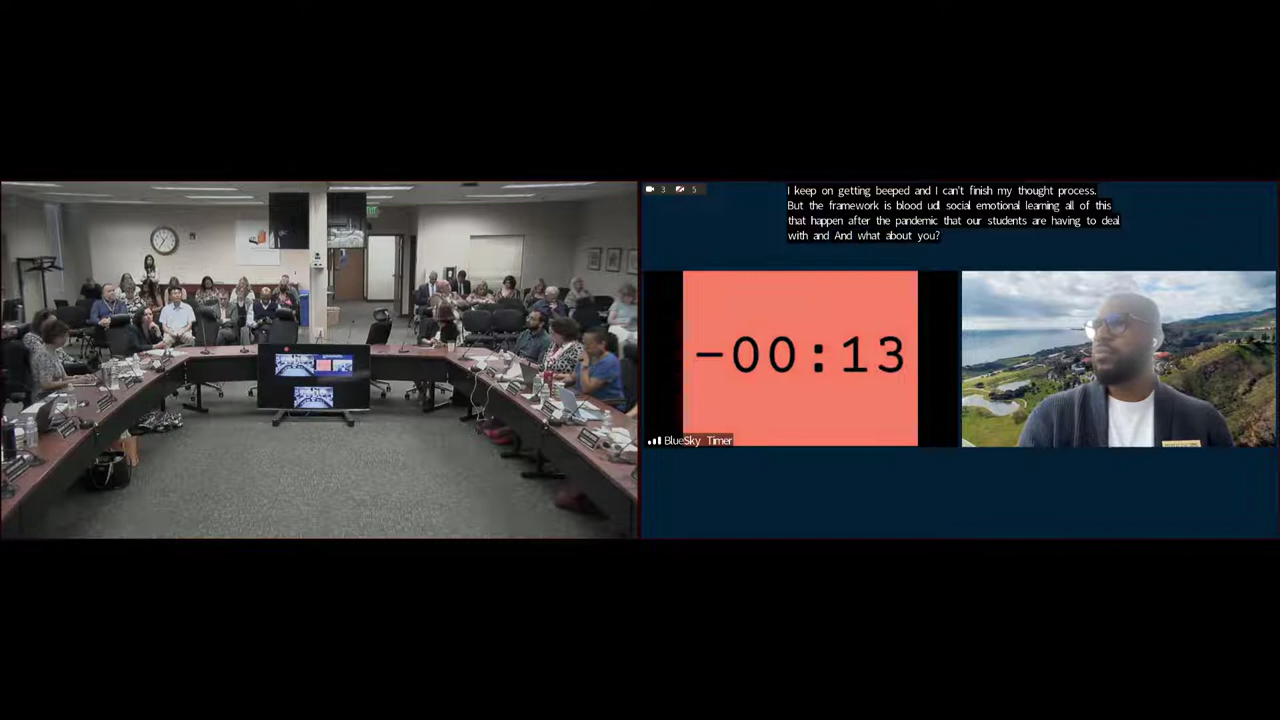 3 5
I keep on getting beeped and I can't finish my thought process.
But the framework is blood udl social emotional learning all of this
that happen after the pandemic that our students are having to deal
with and And what about you?
−00:13
BlueSky Timer